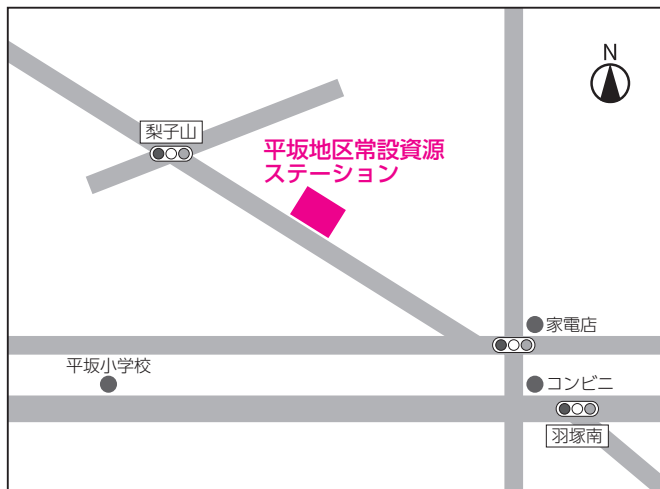 N
梨子山
平坂地区常設資源
ステーション
家電店
平坂小学校
コンビニ
羽塚南